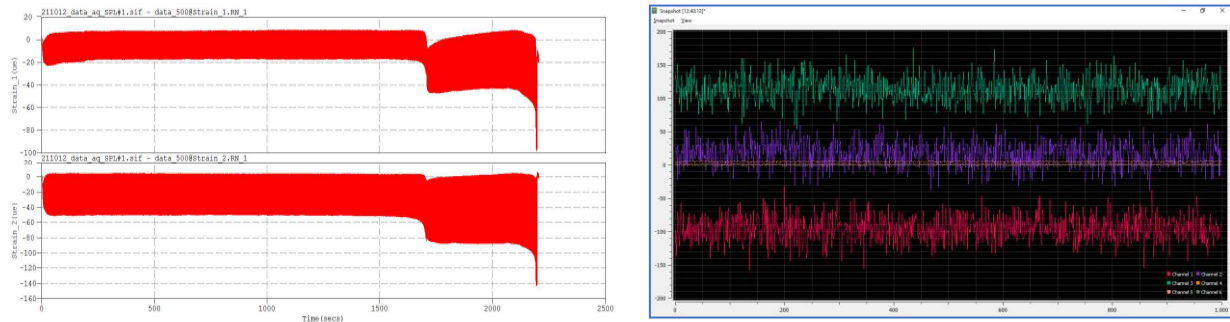 211012_data_aq_SPL#1.sif - data_500@Strain_1.RN_1
20
0
-20
-40
-60
-80
-100
Strain_1(ue)
211012_data_aq_SPL#1.sif - data_500@Strain_2.RN_1
20
0
-20
-40
-60
-80
-100
-120
-140
-160
Strain_2(ue)
0
500
1000
1500
2000
2500
Time(secs)
Snapshot [12:48:12]*
Snapshot View
200
150
100
50
0
-50
-100
-150
-200
0
200
400
600
800
1.000
Channel 1
Channel 2
Channel 3
Channel 4
Channel 5
Channel 6